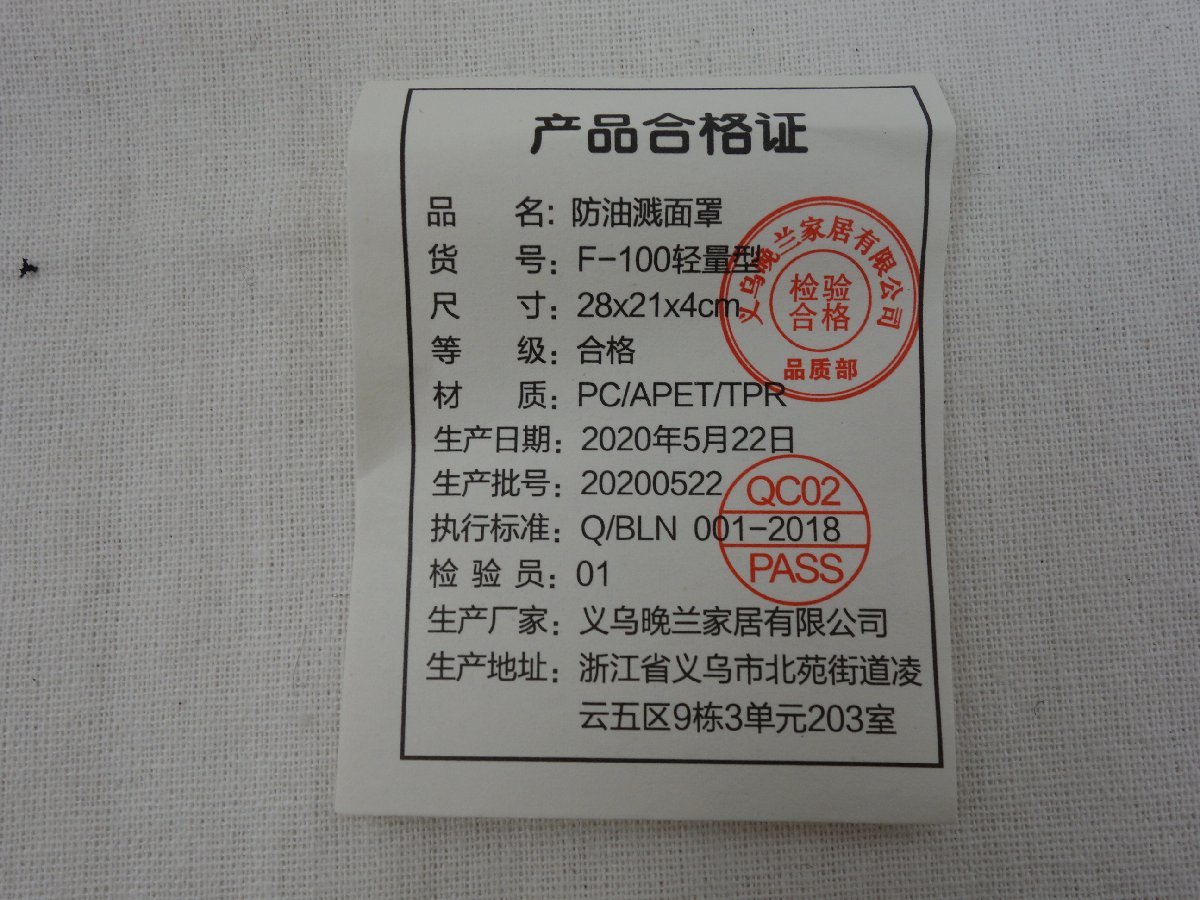 产品合格证
品 名: 防油溅面罩
货 号: F-100轻量型
尺 寸: 28x21x4cm
等 级: 合格
材 质: PC/APET/TPR
生产日期: 2020年5月22日
生产批号: 20200522
执行标准: Q/BLN 001-2018
检 验 员: 01
生产厂家: 义乌晚兰家居有限公司
生产地址: 浙江省义乌市北苑街道凌
云五区9栋3单元203室
义乌晚兰家居有限公司
检验
合格
品质部
QC02
PASS